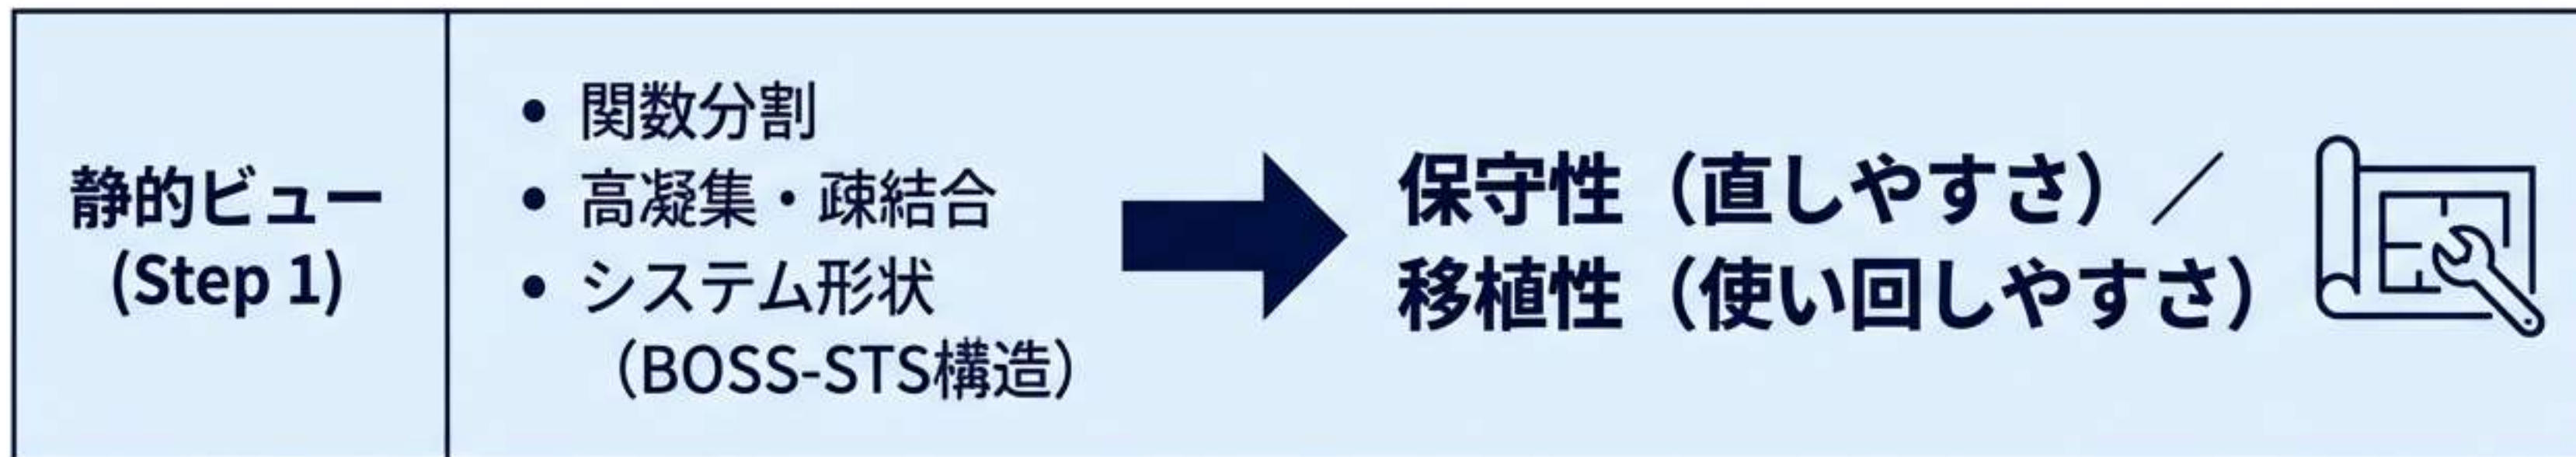 静的ビュー
(Step 1)
• 関数分割
• 高凝集・疎結合
• システム形状
（BOSS-STS構造）
保守性（直しやすさ）／
移植性（使い回しやすさ）